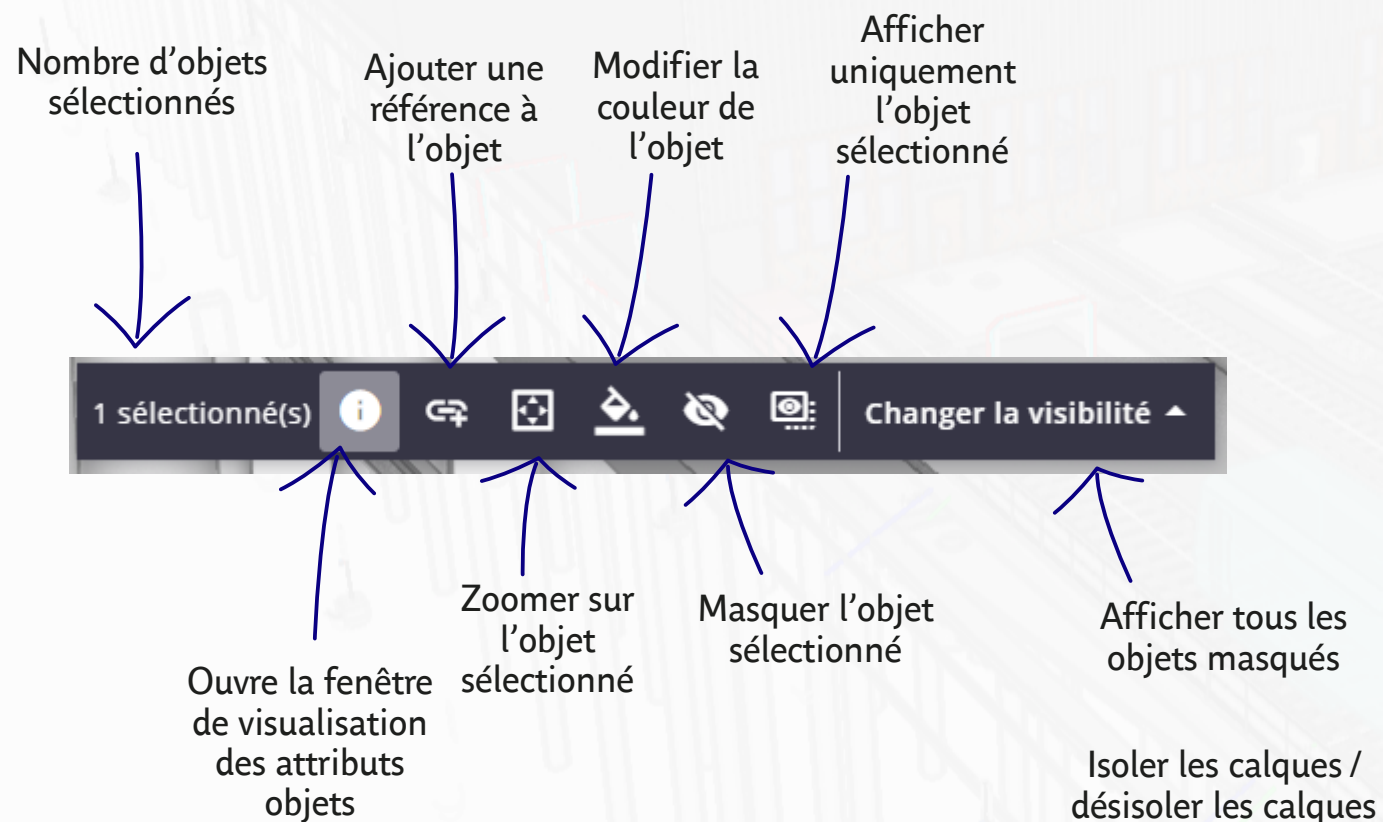 Nombre d’objets
sélectionnés
Ajouter une
référence à
l’objet
Modifier la
couleur de
l’objet
Afficher
uniquement
l’objet
sélectionné
1 sélectionné(s)
Changer la visibilité
Ouvre la fenêtre
de visualisation
des attributs
objets
Zoomer sur
l’objet
sélectionné
Masquer l’objet
sélectionné
Afficher tous les
objets masqués
Isoler les calques /
désisoler les calques